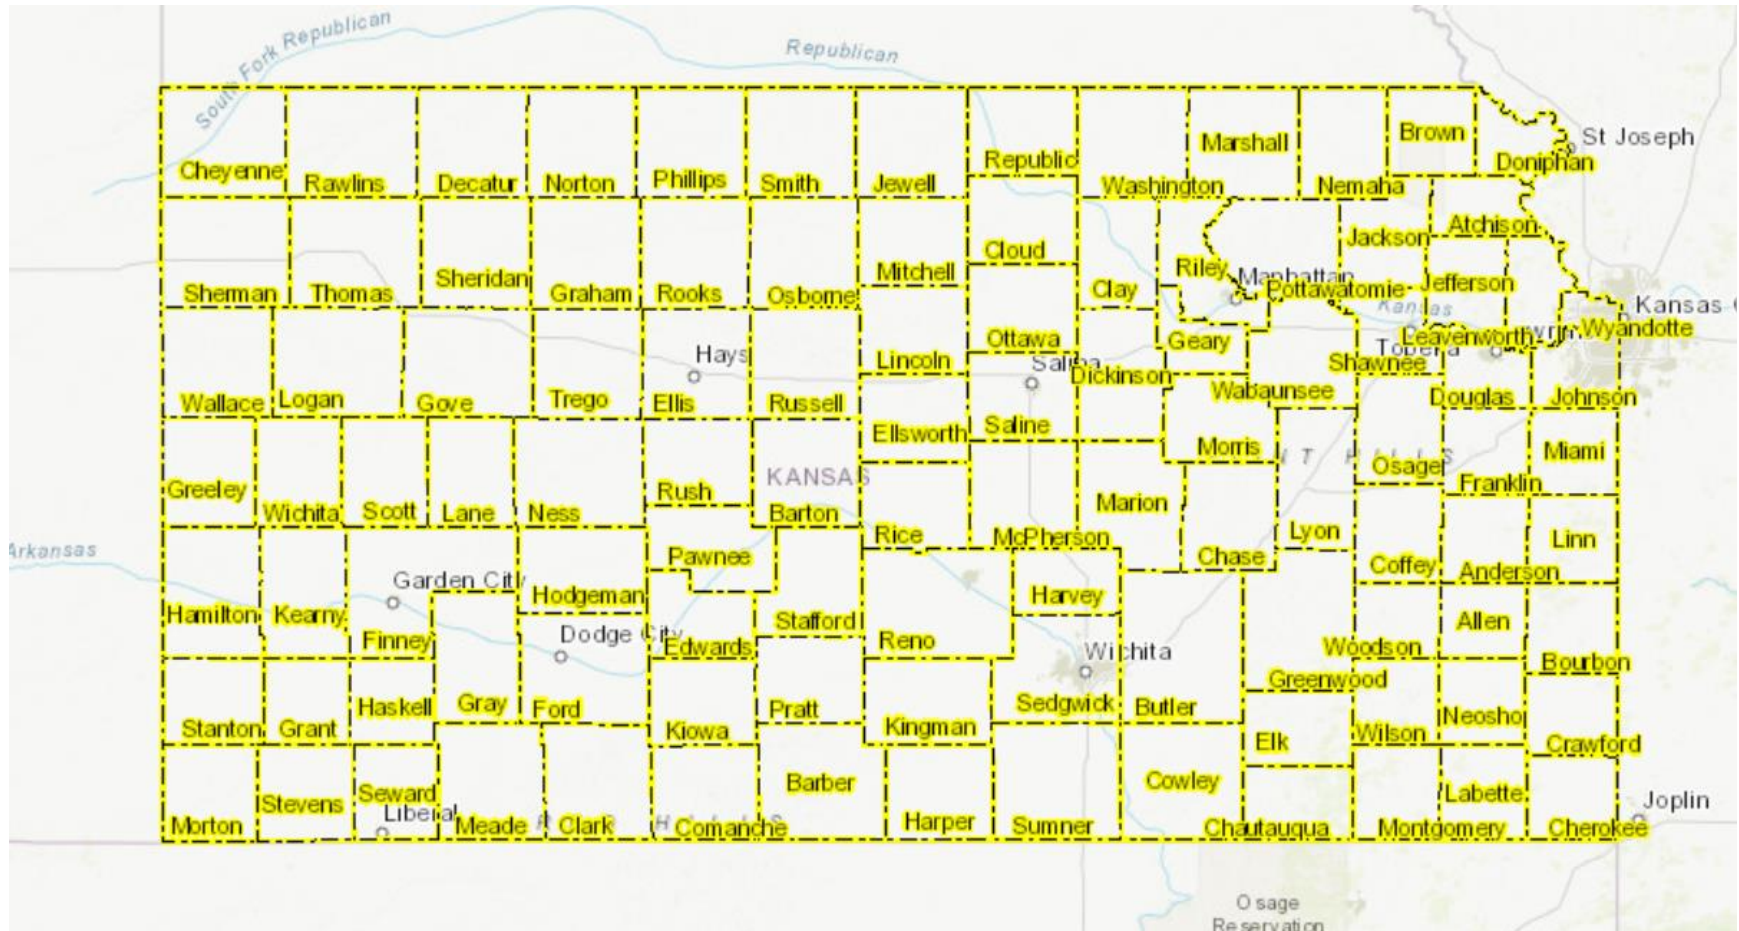 South Fork Republican
Republican
St Joseph
Cheyenne
Rawlins
Decatur
Norton
Phillips
Smith
Jewell
Republic
Washington
Marshall
Nemaha
Brown
Doniphan
Sherman
Thomas
Sheridan
Graham
Rooks
Osborne
Mitchell
Cloud
Clay
Riley
Manhattan
Pottawatomie
Jackson
Atchison
Jefferson
Kansas
Kansas C
Wallace
Logan
Gove
Trego
Hays
Ellis
Russell
Lincoln
Ottawa
Salina
Dickinson
Geary
Wabaunsee
Topeka
Shawnee
Leavenworth
Wyandotte
Douglas
Johnson
Greeley
Wichita
Scott
Lane
Ness
Rush
KANSAS
Barton
Ellsworth
Saline
Rice
McPherson
Marion
Morris
Chase
Lyon
NT HILLS
Osage
Franklin
Miami
Arkansas
Hamilton
Kearny
Garden City
Finney
Hodgeman
Dodge City
Pawnee
Edwards
Stafford
Reno
Harvey
Wichita
Coffey
Anderson
Linn
Woodson
Allen
Bourbon
Stanton
Grant
Haskell
Gray
Ford
Kiowa
Pratt
Kingman
Sedgwick
Butler
Greenwood
Elk
Wilson
Neosho
Crawford
Morton
Stevens
Seward
Liberal
Meade
Clark
Comanche
Barber
Harper
Sumner
Cowley
Chautauqua
Montgomery
Labette
Cherokee
Joplin
Osage
Reservation